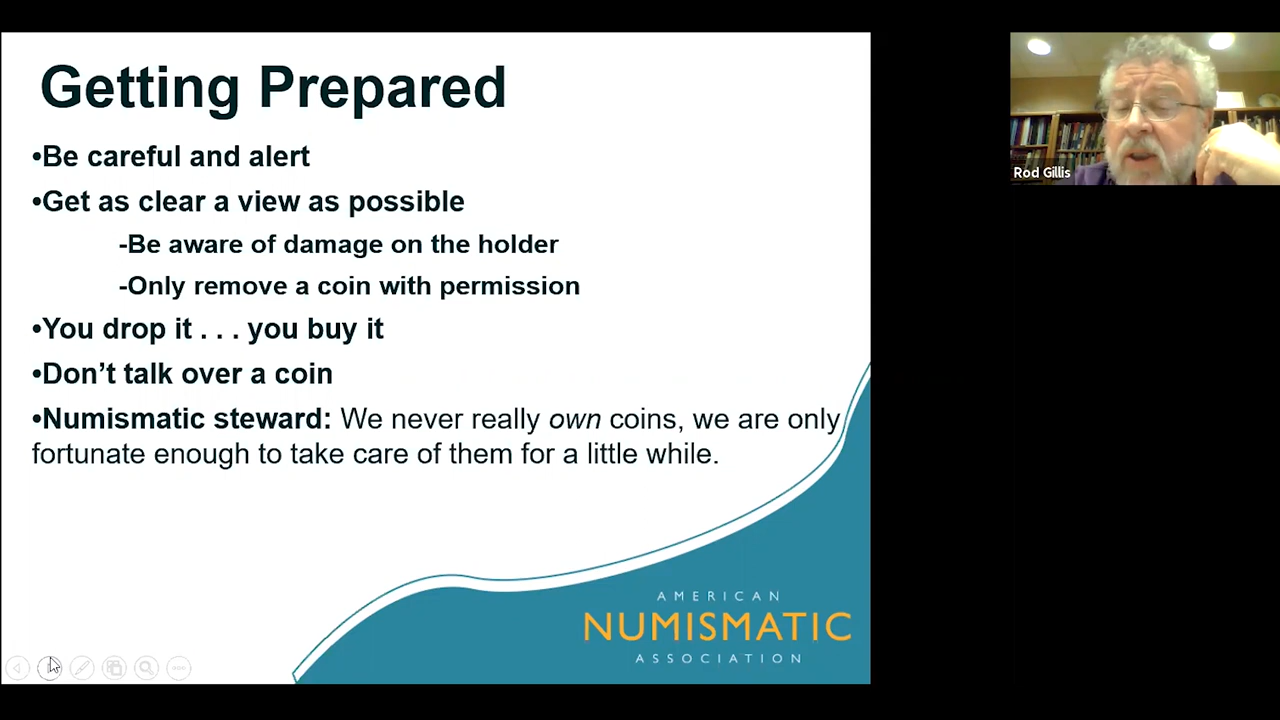 Getting Prepared
•Be careful and alert
•Get as clear a view as possible
-Be aware of damage on the holder
-Only remove a coin with permission
•You drop it . . . you buy it
•Don’t talk over a coin
•Numismatic steward: We never really own coins, we are only
fortunate enough to take care of them for a little while.
AMERICAN
NUMISMATIC
ASSOCIATION
Rod Gillis